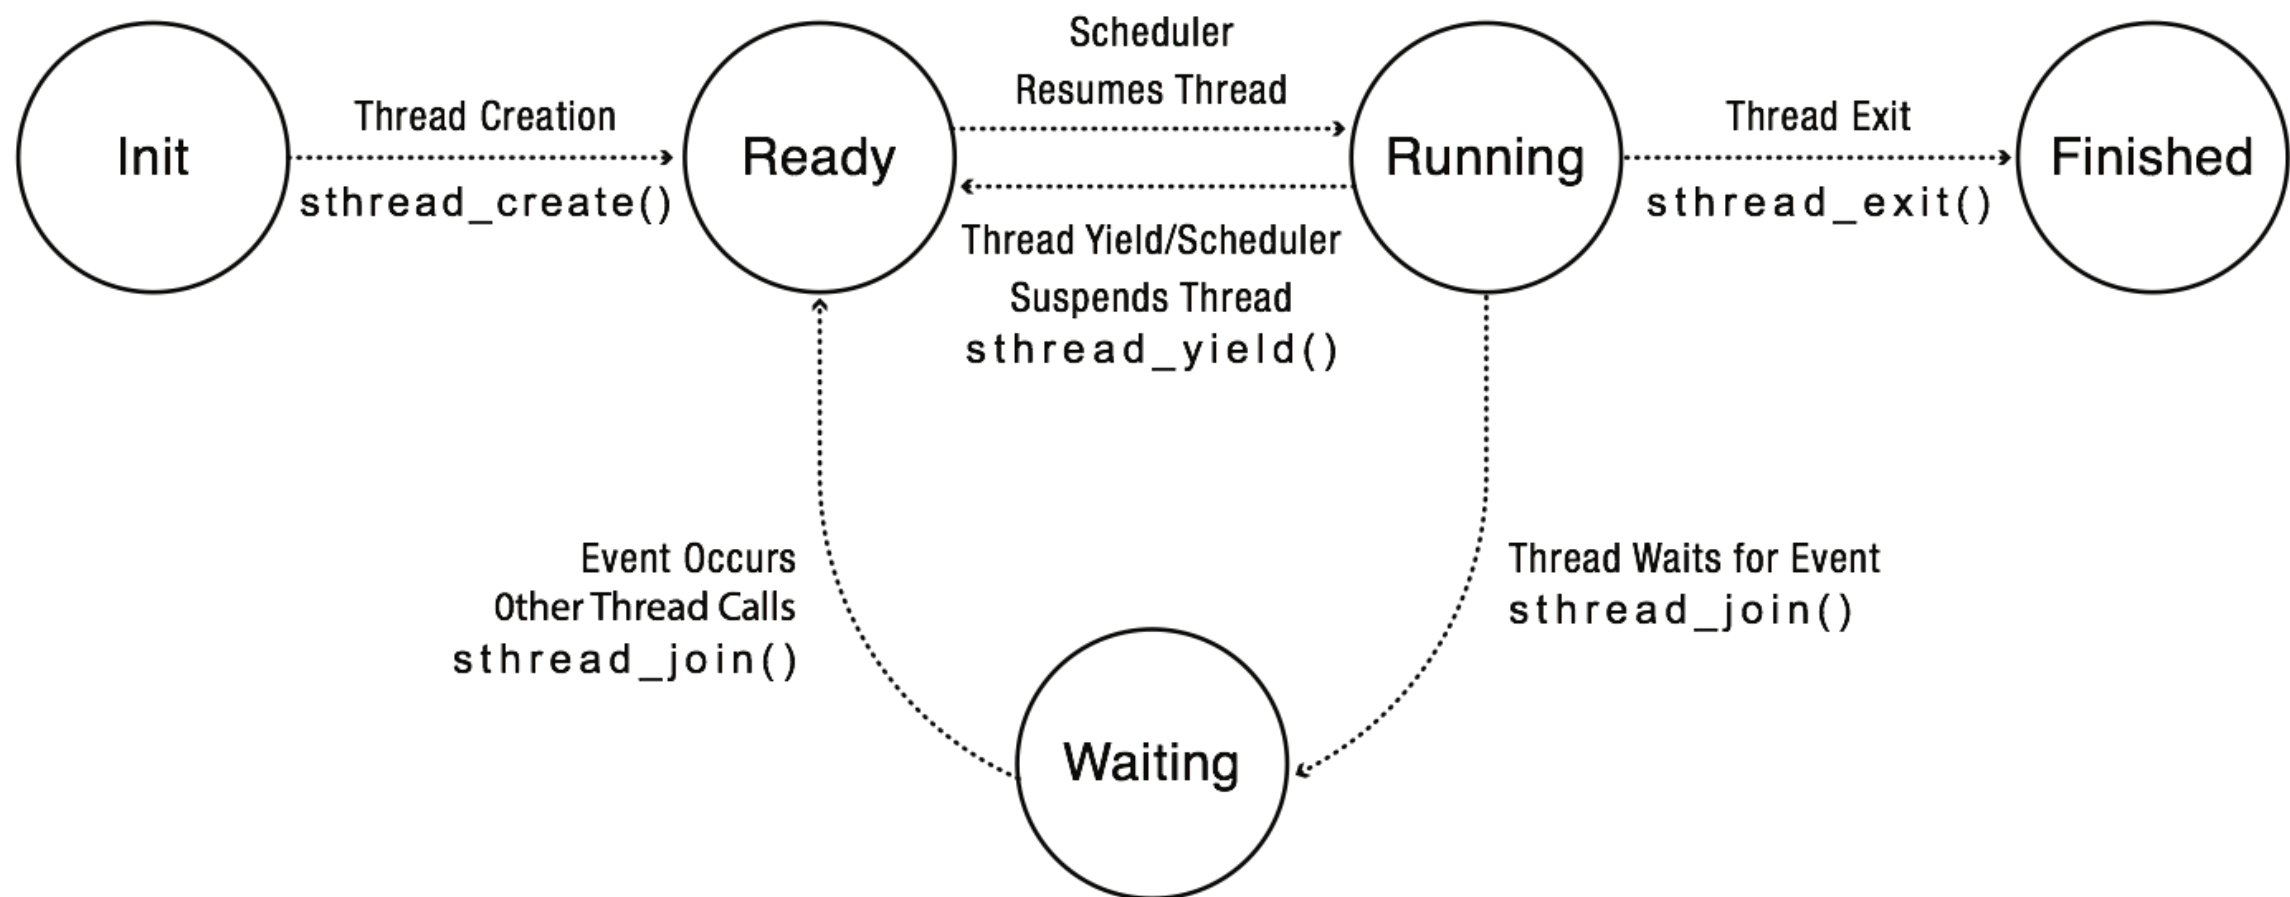 Init
Thread Creation
sthread_create()
Ready
Scheduler
Resumes Thread
Thread Yield/Scheduler
Suspends Thread
sthread_yield()
Running
Thread Exit
sthread_exit()
Finished
Event Occurs
Other Thread Calls
sthread_join()
Thread Waits for Event
sthread_join()
Waiting